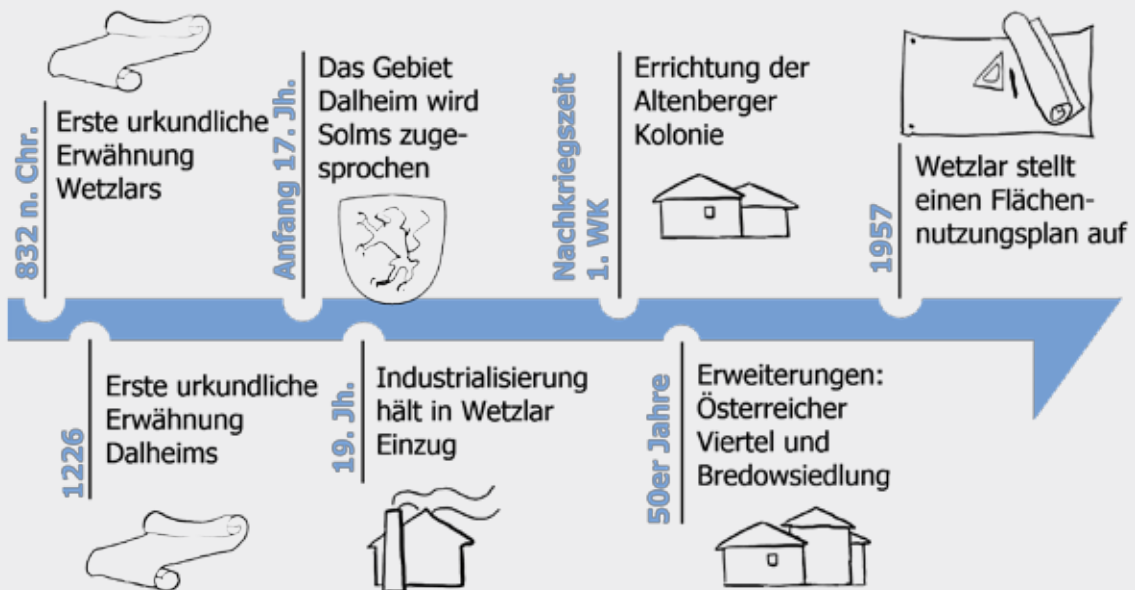 832 n. Chr.
Erste urkundliche
Erwähnung
Wetzlars
1226
Erste urkundliche
Erwähnung
Dalheims
Anfang 17. Jh.
Das Gebiet
Dalheim wird
Solms zuge-
sprochen
19. Jh.
Industrialisierung
hält in Wetzlar
Einzug
Nachkriegszeit
1. WK
Errichtung der
Altenberger
Kolonie
50er Jahre
Erweiterungen:
Österreicher
Viertel und
Bredowsiedlung
1957
Wetzlar stellt
einen Flächen-
nutzungsplan auf